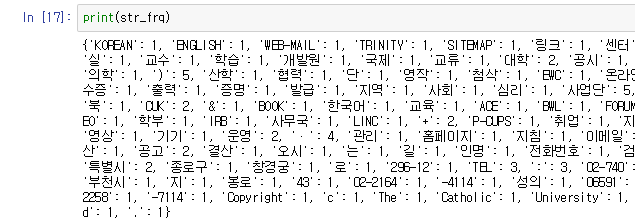 In [17]: print(str_frq)
{'KOREAN': 1, 'ENGLISH': 1, 'WEB-MAIL': 1, 'TRINITY': 1, 'SITEMAP': 1, '링크': 1, '센터'
'실': 1, '교수': 1, '학습': 1, '개발원': 1, '국제': 1, '교류': 1, '대학': 2, '공시': 1,
'의학': 1, ')': 5, '산학': 1, '협력': 1, '단': 1, '영작': 1, '첨삭': 1, 'EWC': 1, '온라인
수증': 1, '출력': 1, '증명': 1, '발급': 1, '지역': 1, '사회': 1, '심리': 1, '사업단': 5,
'북': 1, 'CUK': 2, '&': 1, 'BOOK': 1, '한국어': 1, '교육': 1, 'ACE': 1, 'BWL': 1, 'FORUM
EO': 1, '학부': 1, 'IRB': 1, '사무국': 1, 'LINC': 1, '+': 2, 'P-CUPS': 1, '취업': 1, '지
'영상': 1, '기기': 1, '운영': 2, '·': 4, '관리': 1, '홈페이지': 1, '지침': 1, '이메일'
산': 1, '공고': 2, '결산': 1, '오시': 1, '는': 1, '길': 1, '인명': 1, '전화번호': 1, '검
'특별시': 2, '종로구': 1, '창경궁': 1, '로': 1, '296-12': 1, 'TEL': 3, ':': 3, '02-740'
'부천시': 1, '지': 1, '봉로': 1, '43': 1, '02-2164': 1, '-4114': 1, '성의': 1, '06591'
2258': 1, '-7114': 1, 'Copyright': 1, 'c': 1, 'The': 1, 'Catholic': 1, 'University': 1,
d': 1, '.': 1}